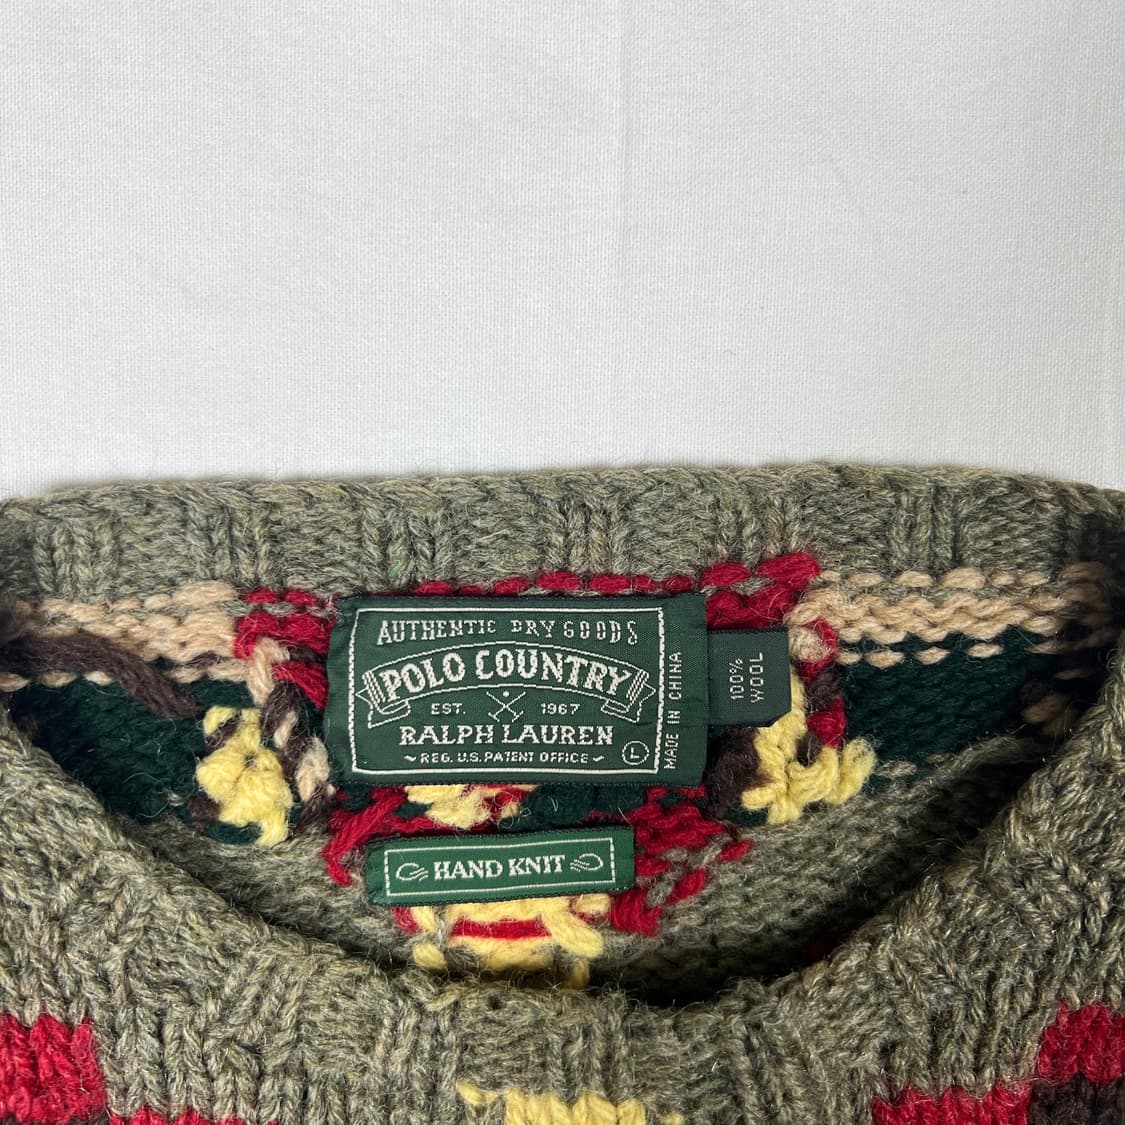 AUTHENTIC DRY GOODS
POLO COUNTRY
EST. 1967
RALPH LAUREN
~ REG. U.S. PATENT OFFICE ~
L
MADE IN CHINA
100%
WOOL
HAND KNIT